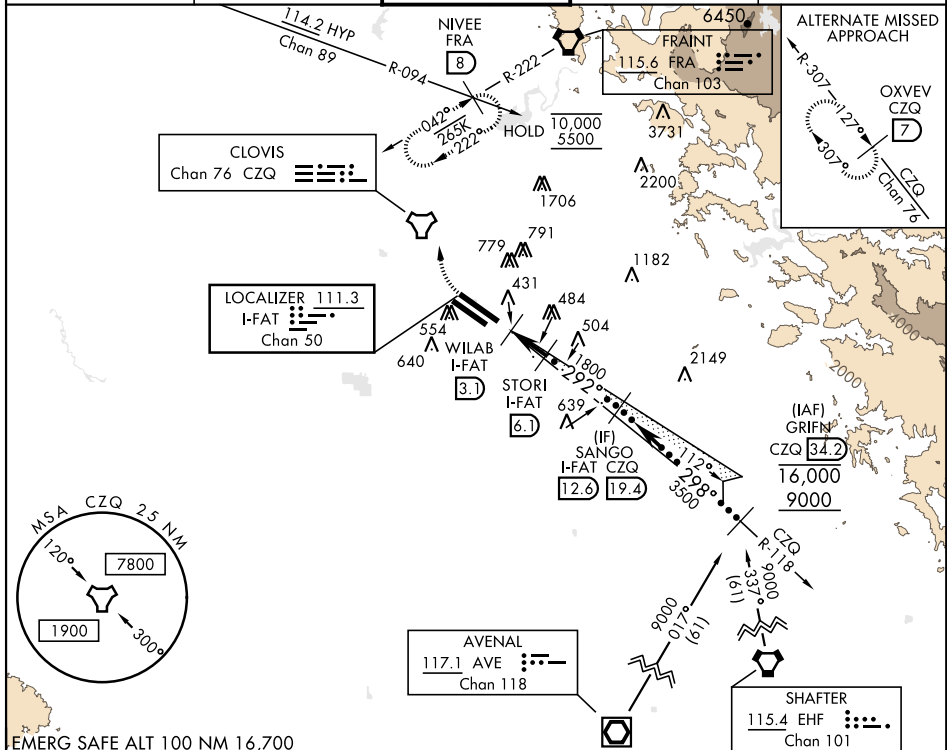 114.2 HYP
Chan 89
R-094
NIVEE
FRA
8
R-222
6450
FRAINT
115.6 FRA
Chan 103
ALTERNATE MISSED
APPROACH
R-307
127°
307°
OXVEV
CZQ
7
CZQ
Chan 76
042°
265K
222°
HOLD
10,000
5500
3731
2200
CLOVIS
Chan 76 CZQ
1706
779
791
1182
431
484
504
LOCALIZER 111.3
I-FAT
Chan 50
554
640
WILAB
I-FAT
3.1
STORI
I-FAT
6.1
1800
292°
2149
4000
2000
639
(IF)
SANGO
I-FAT CZQ
12.6 19.4
112°
298°
3500
(IAF)
GRIFN
CZQ 34.2
16,000
9000
CZQ
R-118
MSA CZQ 25 NM
120°
7800
1900
300°
9000
017°
(61)
9000
337°
(61)
AVENAL
117.1 AVE
Chan 118
SHAFTER
115.4 EHF
Chan 101
EMERG SAFE ALT 100 NM 16,700